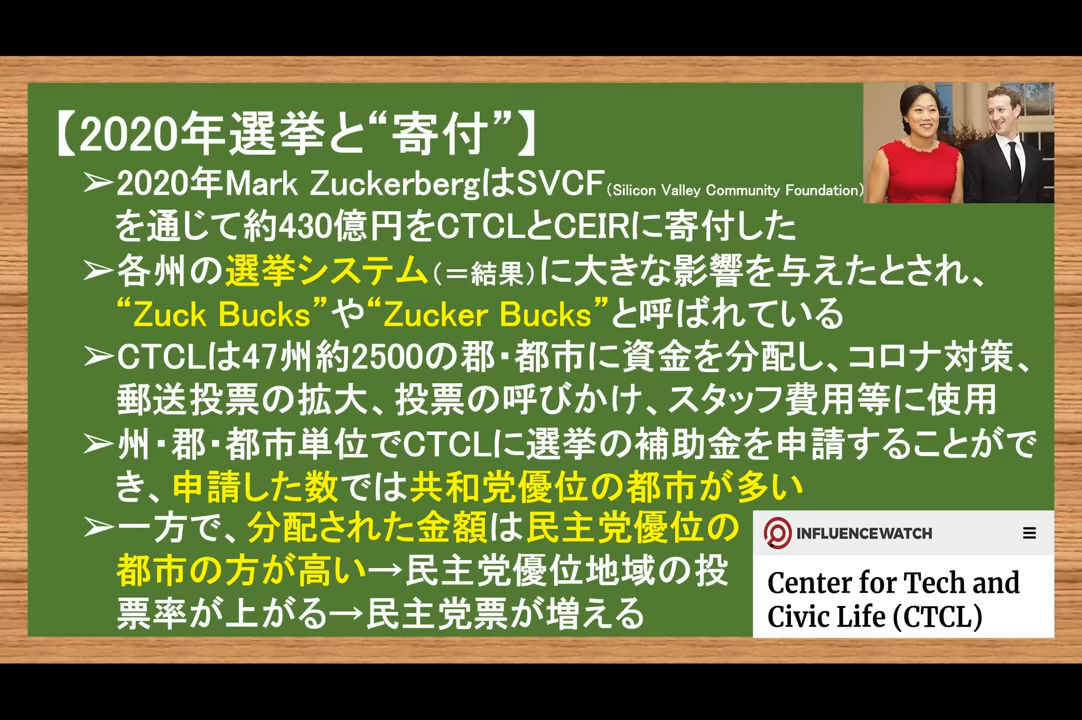 【2020年選挙と“寄付”】
➢2020年Mark ZuckerbergはSVCF(Silicon Valley Community Foundation)
を通じて約430億円をCTCLとCEIRに寄付した
➢各州の選挙システム(=結果)に大きな影響を与えたとされ、
“Zuck Bucks”や“Zucker Bucks”と呼ばれている
➢CTCLは47州約2500の郡・都市に資金を分配し、コロナ対策、
郵送投票の拡大、投票の呼びかけ、スタッフ費用等に使用
➢州・郡・都市単位でCTCLに選挙の補助金を申請することがで
き、申請した数では共和党優位の都市が多い
➢一方で、分配された金額は民主党優位の
都市の方が高い→民主党優位地域の投
票率が上がる→民主党票が増える
INFLUENCEWATCH
Center for Tech and
Civic Life (CTCL)